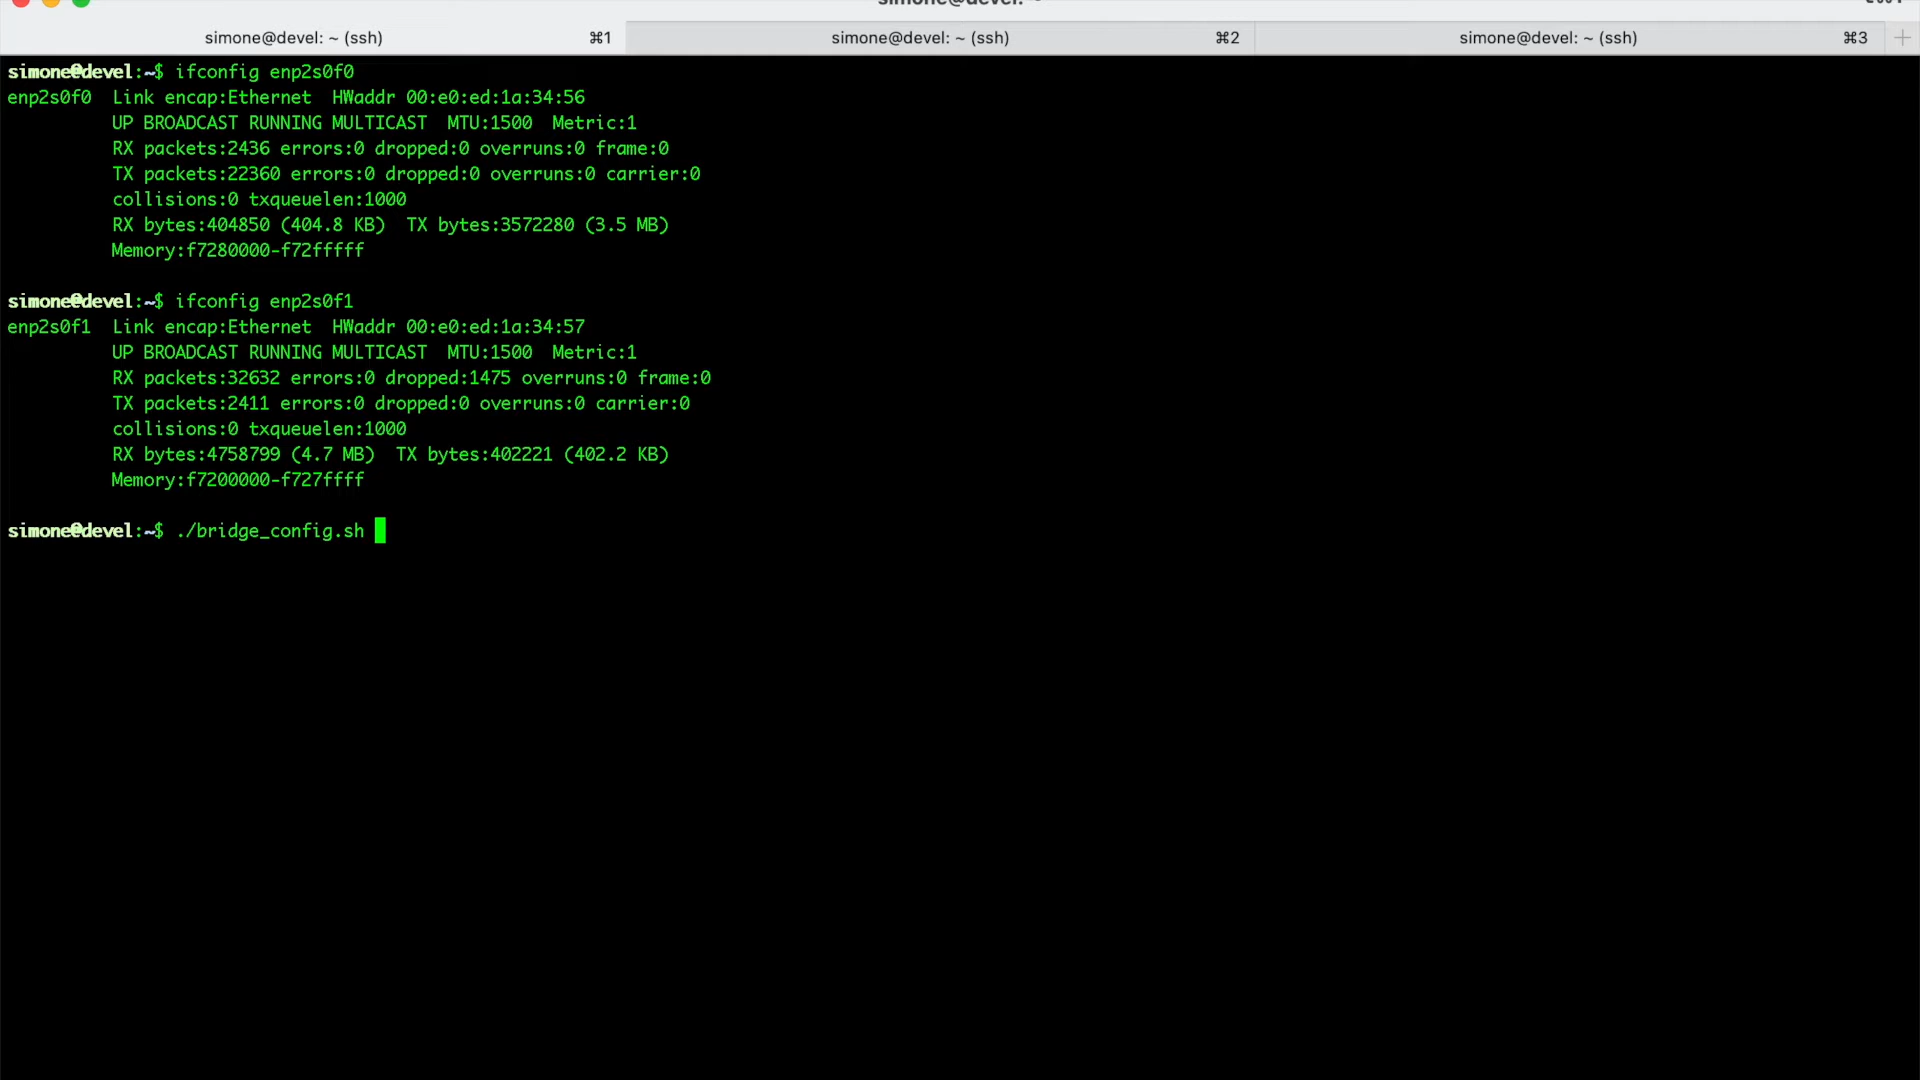 simone@devel: ~
simone@devel: ~ (ssh) ⌘1 simone@devel: ~ (ssh) ⌘2 simone@devel: ~ (ssh) ⌘3
simone@devel:~$ ifconfig enp2s0f0
enp2s0f0  Link encap:Ethernet  HWaddr 00:e0:ed:1a:34:56
          UP BROADCAST RUNNING MULTICAST  MTU:1500  Metric:1
          RX packets:2436 errors:0 dropped:0 overruns:0 frame:0
          TX packets:22360 errors:0 dropped:0 overruns:0 carrier:0
          collisions:0 txqueuelen:1000
          RX bytes:404850 (404.8 KB)  TX bytes:3572280 (3.5 MB)
          Memory:f7280000-f72fffff
simone@devel:~$ ifconfig enp2s0f1
enp2s0f1  Link encap:Ethernet  HWaddr 00:e0:ed:1a:34:57
          UP BROADCAST RUNNING MULTICAST  MTU:1500  Metric:1
          RX packets:32632 errors:0 dropped:1475 overruns:0 frame:0
          TX packets:2411 errors:0 dropped:0 overruns:0 carrier:0
          collisions:0 txqueuelen:1000
          RX bytes:4758799 (4.7 MB)  TX bytes:402221 (402.2 KB)
          Memory:f7200000-f727ffff
simone@devel:~$ ./bridge_config.sh